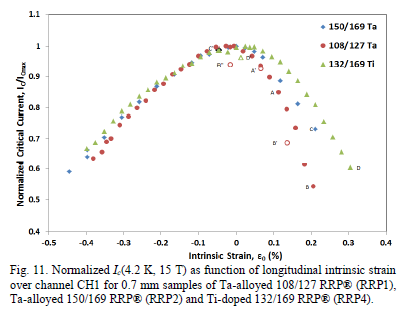 1.1
1
0.9
0.8
0.7
0.6
0.5
0.4
-0.5 -0.4 -0.3 -0.2 -0.1 0 0.1 0.2 0.3 0.4
Normalized Critical Current, Ic/Icmax
Intrinsic Strain, ε0 (%)
150/169 Ta
108/127 Ta
132/169 Ti
A'
A
B'
B
C
D
Fig. 11. Normalized Ic(4.2 K, 15 T) as function of longitudinal intrinsic strain
over channel CH1 for 0.7 mm samples of Ta-alloyed 108/127 RRP® (RRP1),
Ta-alloyed 150/169 RRP® (RRP2) and Ti-doped 132/169 RRP® (RRP4).